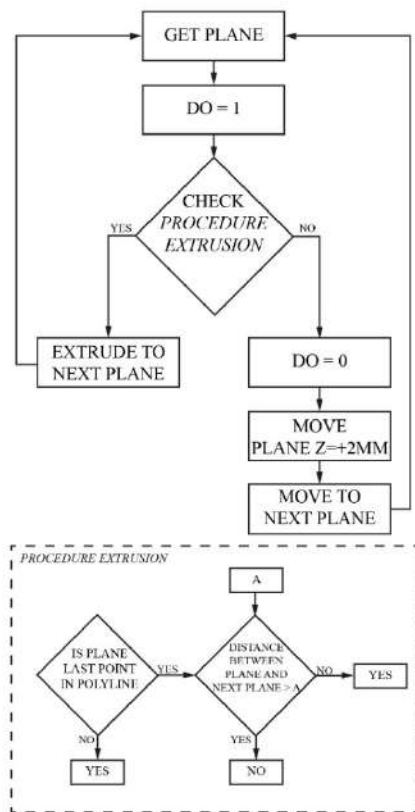 GET PLANE
DO = 1
CHECK
PROCEDURE
EXTRUSION
YES
NO
EXTRUDE TO
NEXT PLANE
DO = 0
MOVE
PLANE Z=+2MM
MOVE TO
NEXT PLANE
PROCEDURE EXTRUSION
A
IS PLANE
LAST POINT
IN POLYLINE
YES
DISTANCE
BETWEEN
PLANE AND
NEXT PLANE > A
NO
YES
NO
YES
YES
NO